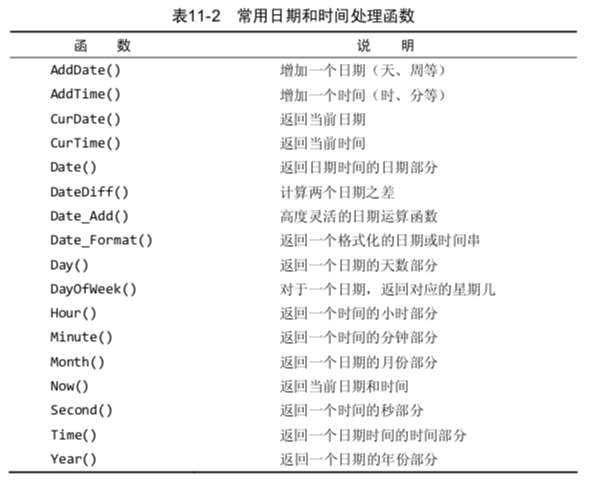 表11-2 常用日期和时间处理函数
函 数 说 明
AddDate() 增加一个日期（天、周等）
AddTime() 增加一个时间（时、分等）
CurDate() 返回当前日期
CurTime() 返回当前时间
Date() 返回日期时间的日期部分
DateDiff() 计算两个日期之差
Date_Add() 高度灵活的日期运算函数
Date_Format() 返回一个格式化的日期或时间串
Day() 返回一个日期的天数部分
DayOfWeek() 对于一个日期，返回对应的星期几
Hour() 返回一个时间的小时部分
Minute() 返回一个时间的分钟部分
Month() 返回一个日期的月份部分
Now() 返回当前日期和时间
Second() 返回一个时间的秒部分
Time() 返回一个日期时间的时间部分
Year() 返回一个日期的年份部分